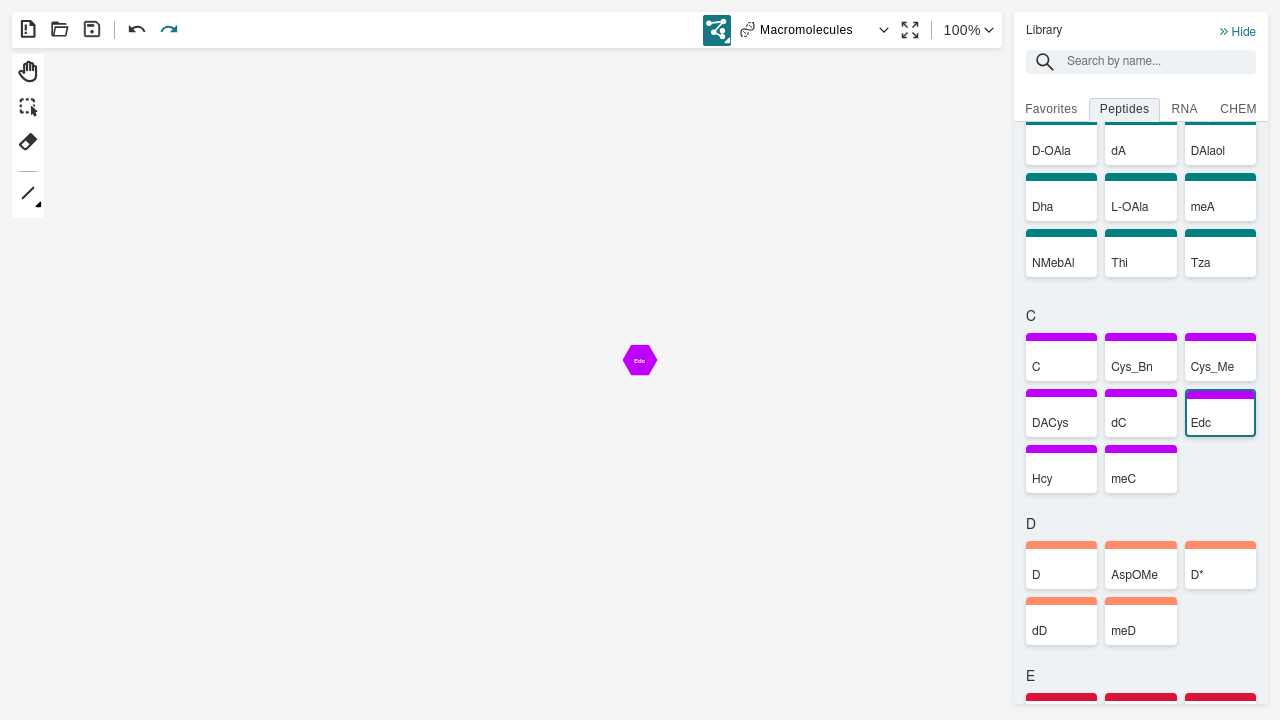 Macromolecules
100%
Library
Hide
Search by name...
Favorites Peptides RNA CHEM
D-OAla dA DAlaol
Dha L-OAla meA
NMebAl Thi Tza
C
C Cys_Bn Cys_Me
DACys dC Edc
Hcy meC
D
D AspOMe D*
dD meD
E
Edc